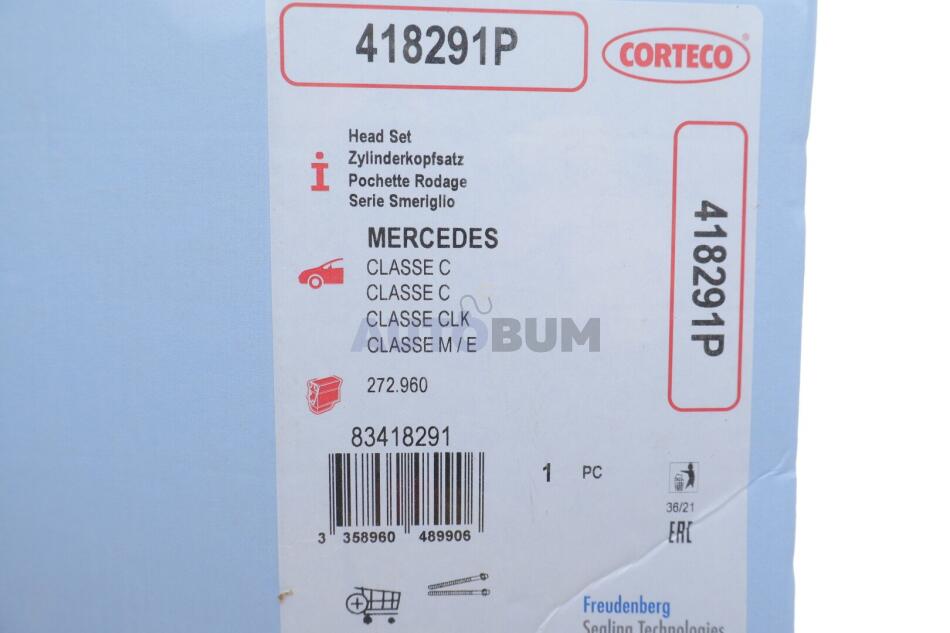 418291P
CORTECO
Head Set
Zylinderkopfsatz
Pochette Rodage
Serie Smeriglio
418291P
MERCEDES
CLASSE C
CLASSE C
CLASSE CLK
CLASSE M / E
AUTOBUM
272.960
83418291
1 PC
3 358960 489906
36/21
EAC
Freudenberg
Sealing Technologies